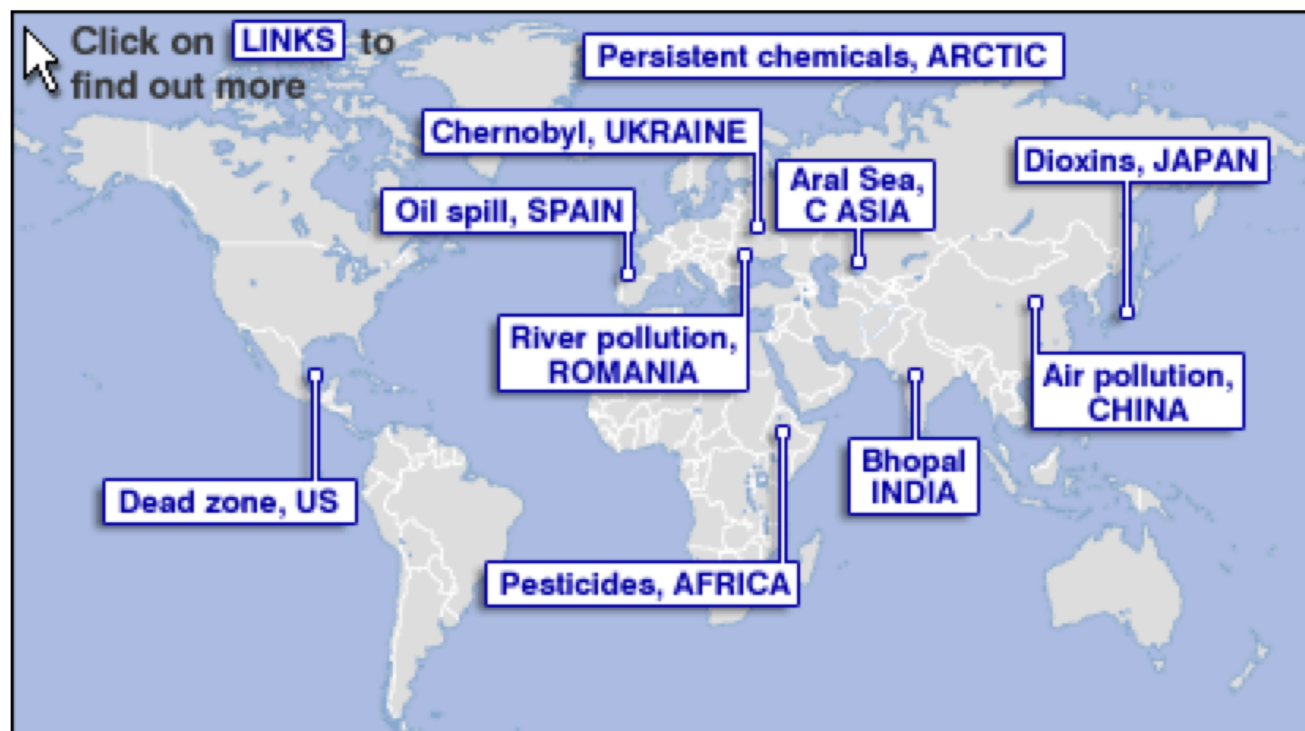 Click on LINKS to
find out more
Persistent chemicals, ARCTIC
Chernobyl, UKRAINE
Dioxins, JAPAN
Aral Sea,
C ASIA
Oil spill, SPAIN
River pollution,
ROMANIA
Air pollution,
CHINA
Bhopal
INDIA
Dead zone, US
Pesticides, AFRICA